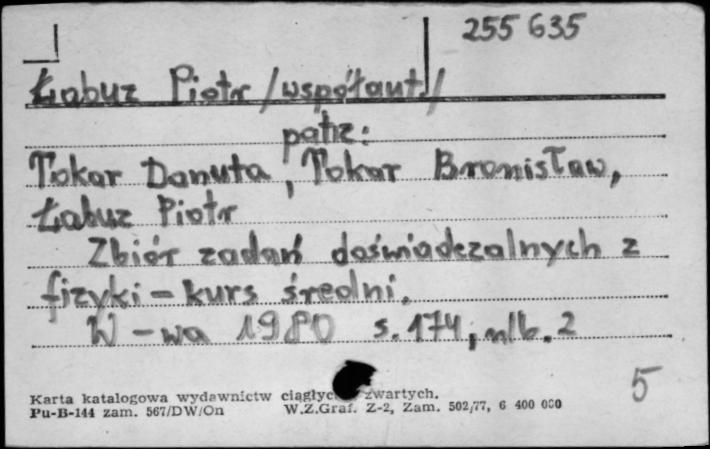 255 635
Łabuz Piotr /współaut./
patrz:
Tokar Danuta, Tokar Bronisław,
Łabuz Piotr
Zbiór zadań doświadczalnych z
fizyki - kurs średni.
W-wa 1980 s. 174, nlb. 2
5
Karta katalogowa wydawnictw ciągłych zwartych.
Pu-B-144 zam. 567/DW/On W.Z.Graf. Z-2, Zam. 502/77, 6 400 000